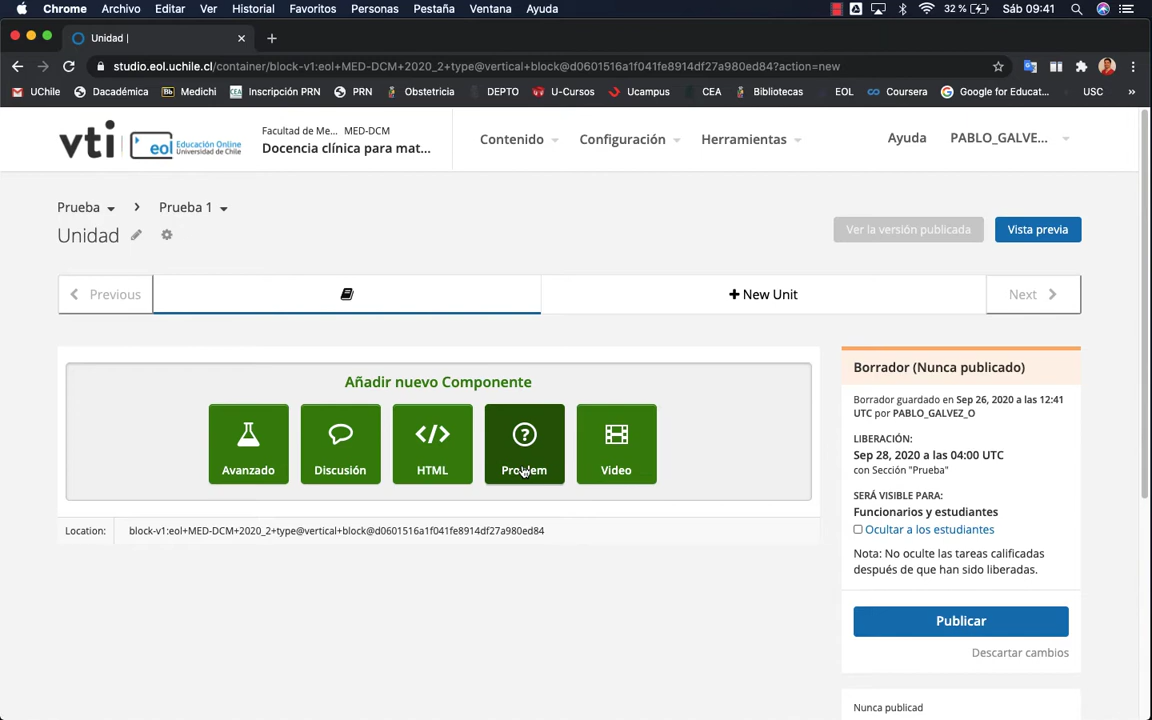 Chrome Archivo Editar Ver Historial Favoritos Personas Pestaña Ventana Ayuda 32 % Sáb 09:41
Unidad |
studio.eol.uchile.cl/container/block-v1:eol+MED-DCM+2020_2+type@vertical+block@d0601516a1f041fe8914df27a980ed84?action=new
UChile Dacadémica Bb Medichi CEA Inscripción PRN PRN Obstetricia DEPTO U-Cursos Ucampus CEA Bibliotecas EOL Coursera Google for Educat... USC »
vti eol Educación Online Universidad de Chile
Facultad de Me... MED-DCM
Docencia clínica para mat...
Contenido Configuración Herramientas Ayuda PABLO_GALVE...
Prueba Prueba 1
Unidad
Ver la versión publicada Vista previa
Previous + New Unit Next
Añadir nuevo Componente
Avanzado Discusión HTML Video
Location: block-v1:eol+MED-DCM+2020_2+type@vertical+block@d0601516a1f041fe8914df27a980ed84
Borrador (Nunca publicado)
Borrador guardado en Sep 26, 2020 a las 12:41
UTC por PABLO_GALVEZ_O
LIBERACIÓN:
Sep 28, 2020 a las 04:00 UTC
con Sección "Prueba"
SERÁ VISIBLE PARA:
Funcionarios y estudiantes
Ocultar a los estudiantes
Nota: No oculte las tareas calificadas
después de que han sido liberadas.
Publicar
Descartar cambios
Nunca publicad